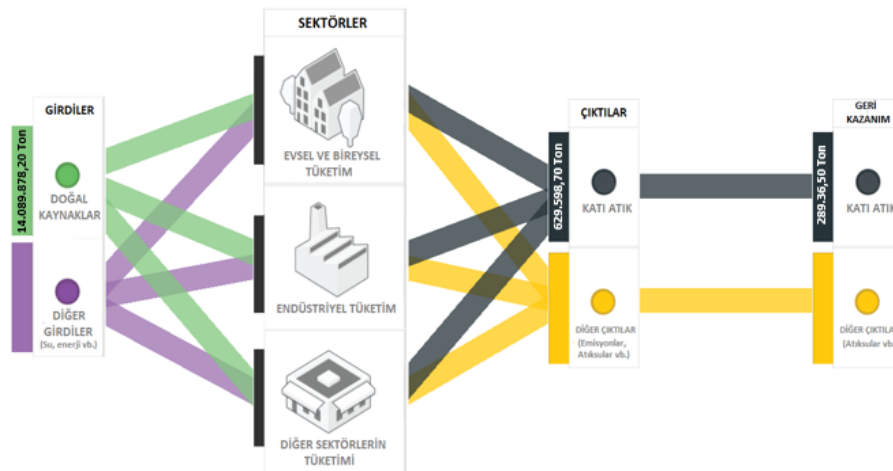 GİRDİLER
14.089.878,20 Ton
DOĞAL
KAYNAKLAR
DİĞER
GİRDİLER
(Su, enerji vb.)
SEKTÖRLER
EVSEL VE BİREYSEL
TÜKETİM
ENDÜSTRİYEL TÜKETİM
DİĞER SEKTÖRLERİN
TÜKETİMİ
ÇIKTILAR
629.598,70 Ton
KATI ATIK
DİĞER ÇIKTILAR
(Emisyonlar,
Atıksular vb.)
GERİ
KAZANIM
289.36,50 Ton
KATI ATIK
DİĞER ÇIKTILA
(Atıksular vb.